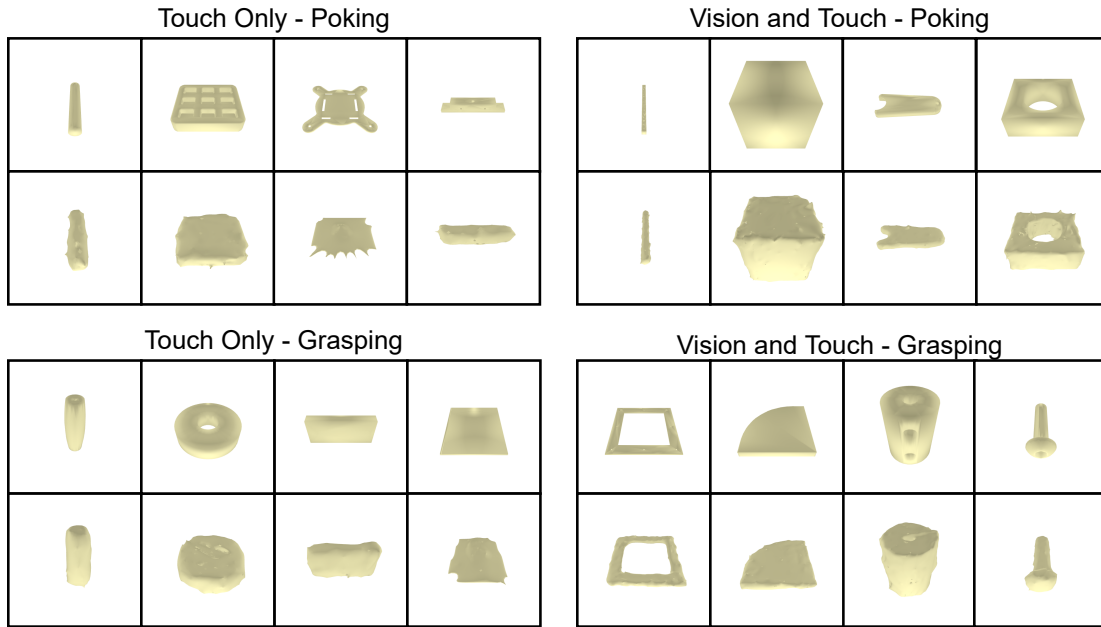 Touch Only - Poking
Vision and Touch - Poking
Touch Only - Grasping
Vision and Touch - Grasping